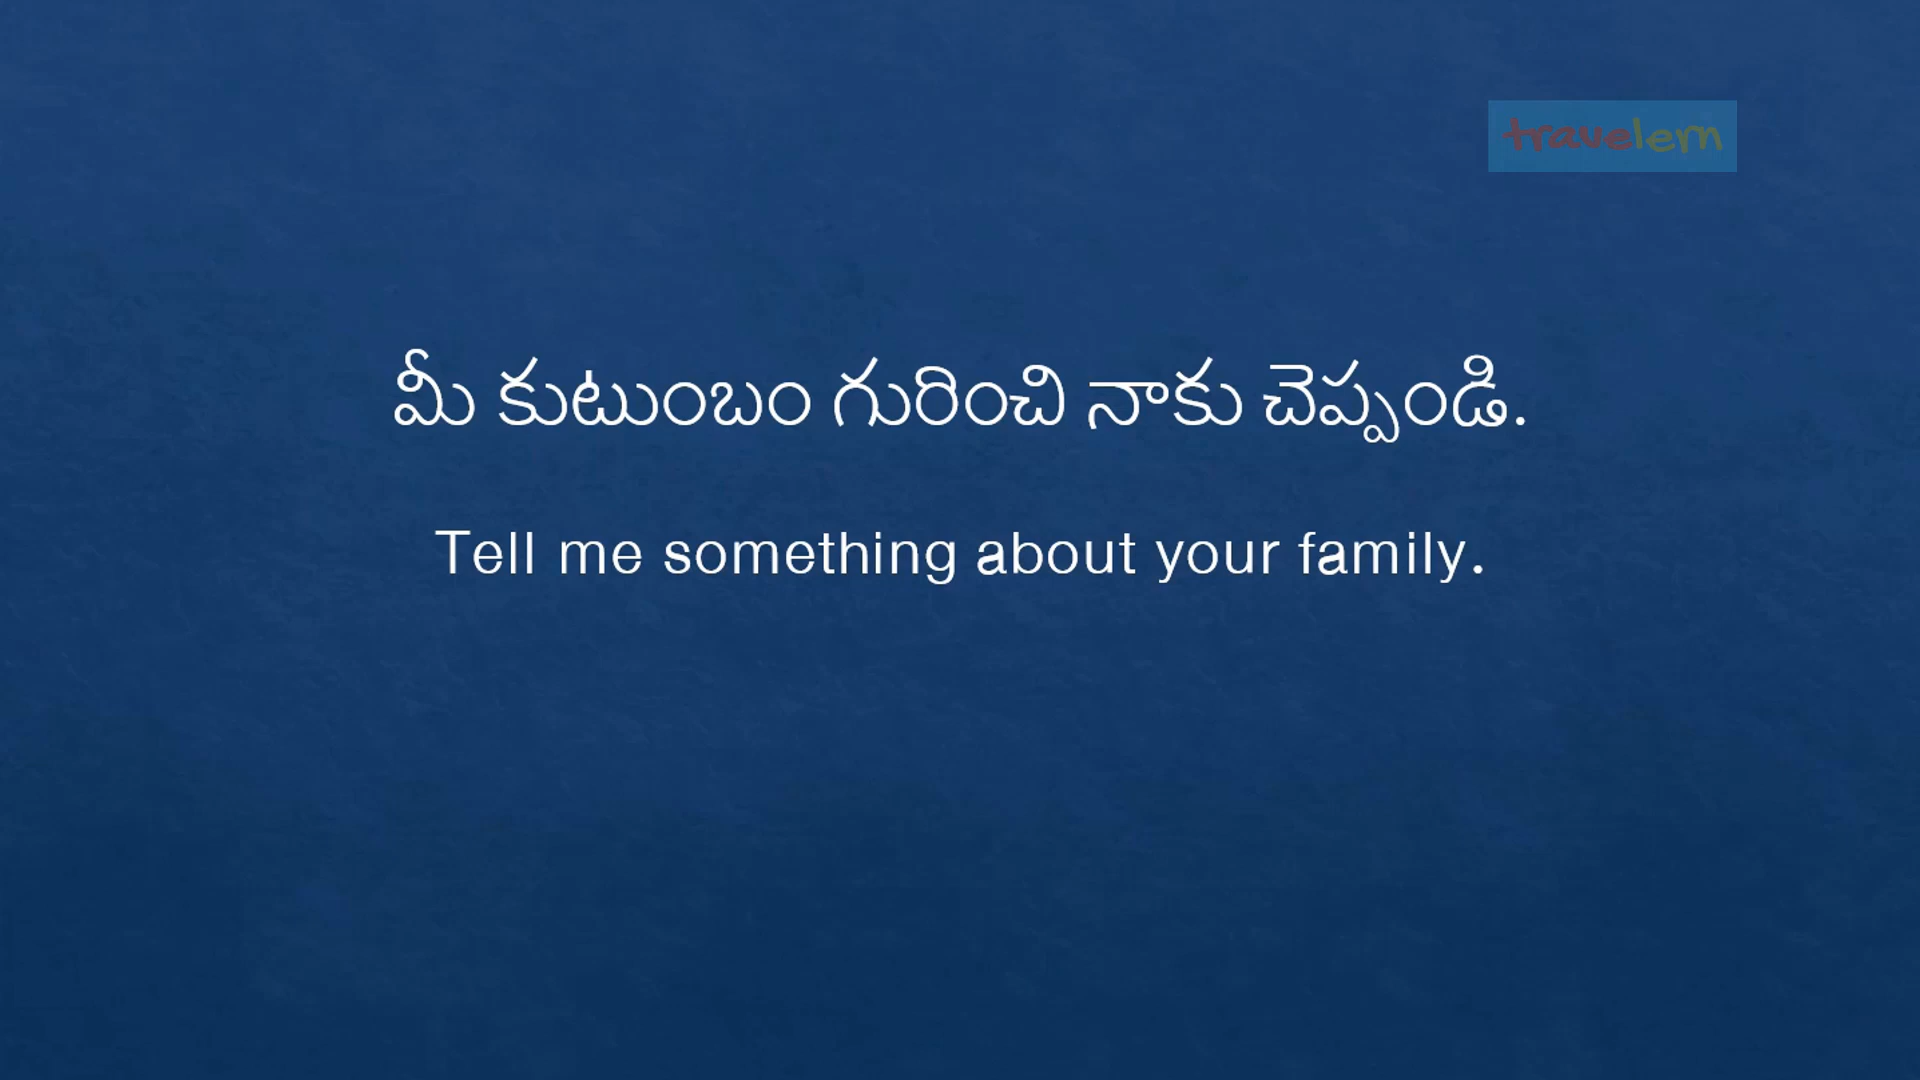 travelern
మీ కుటుంబం గురించి నాకు చెప్పండి.
Tell me something about your family.